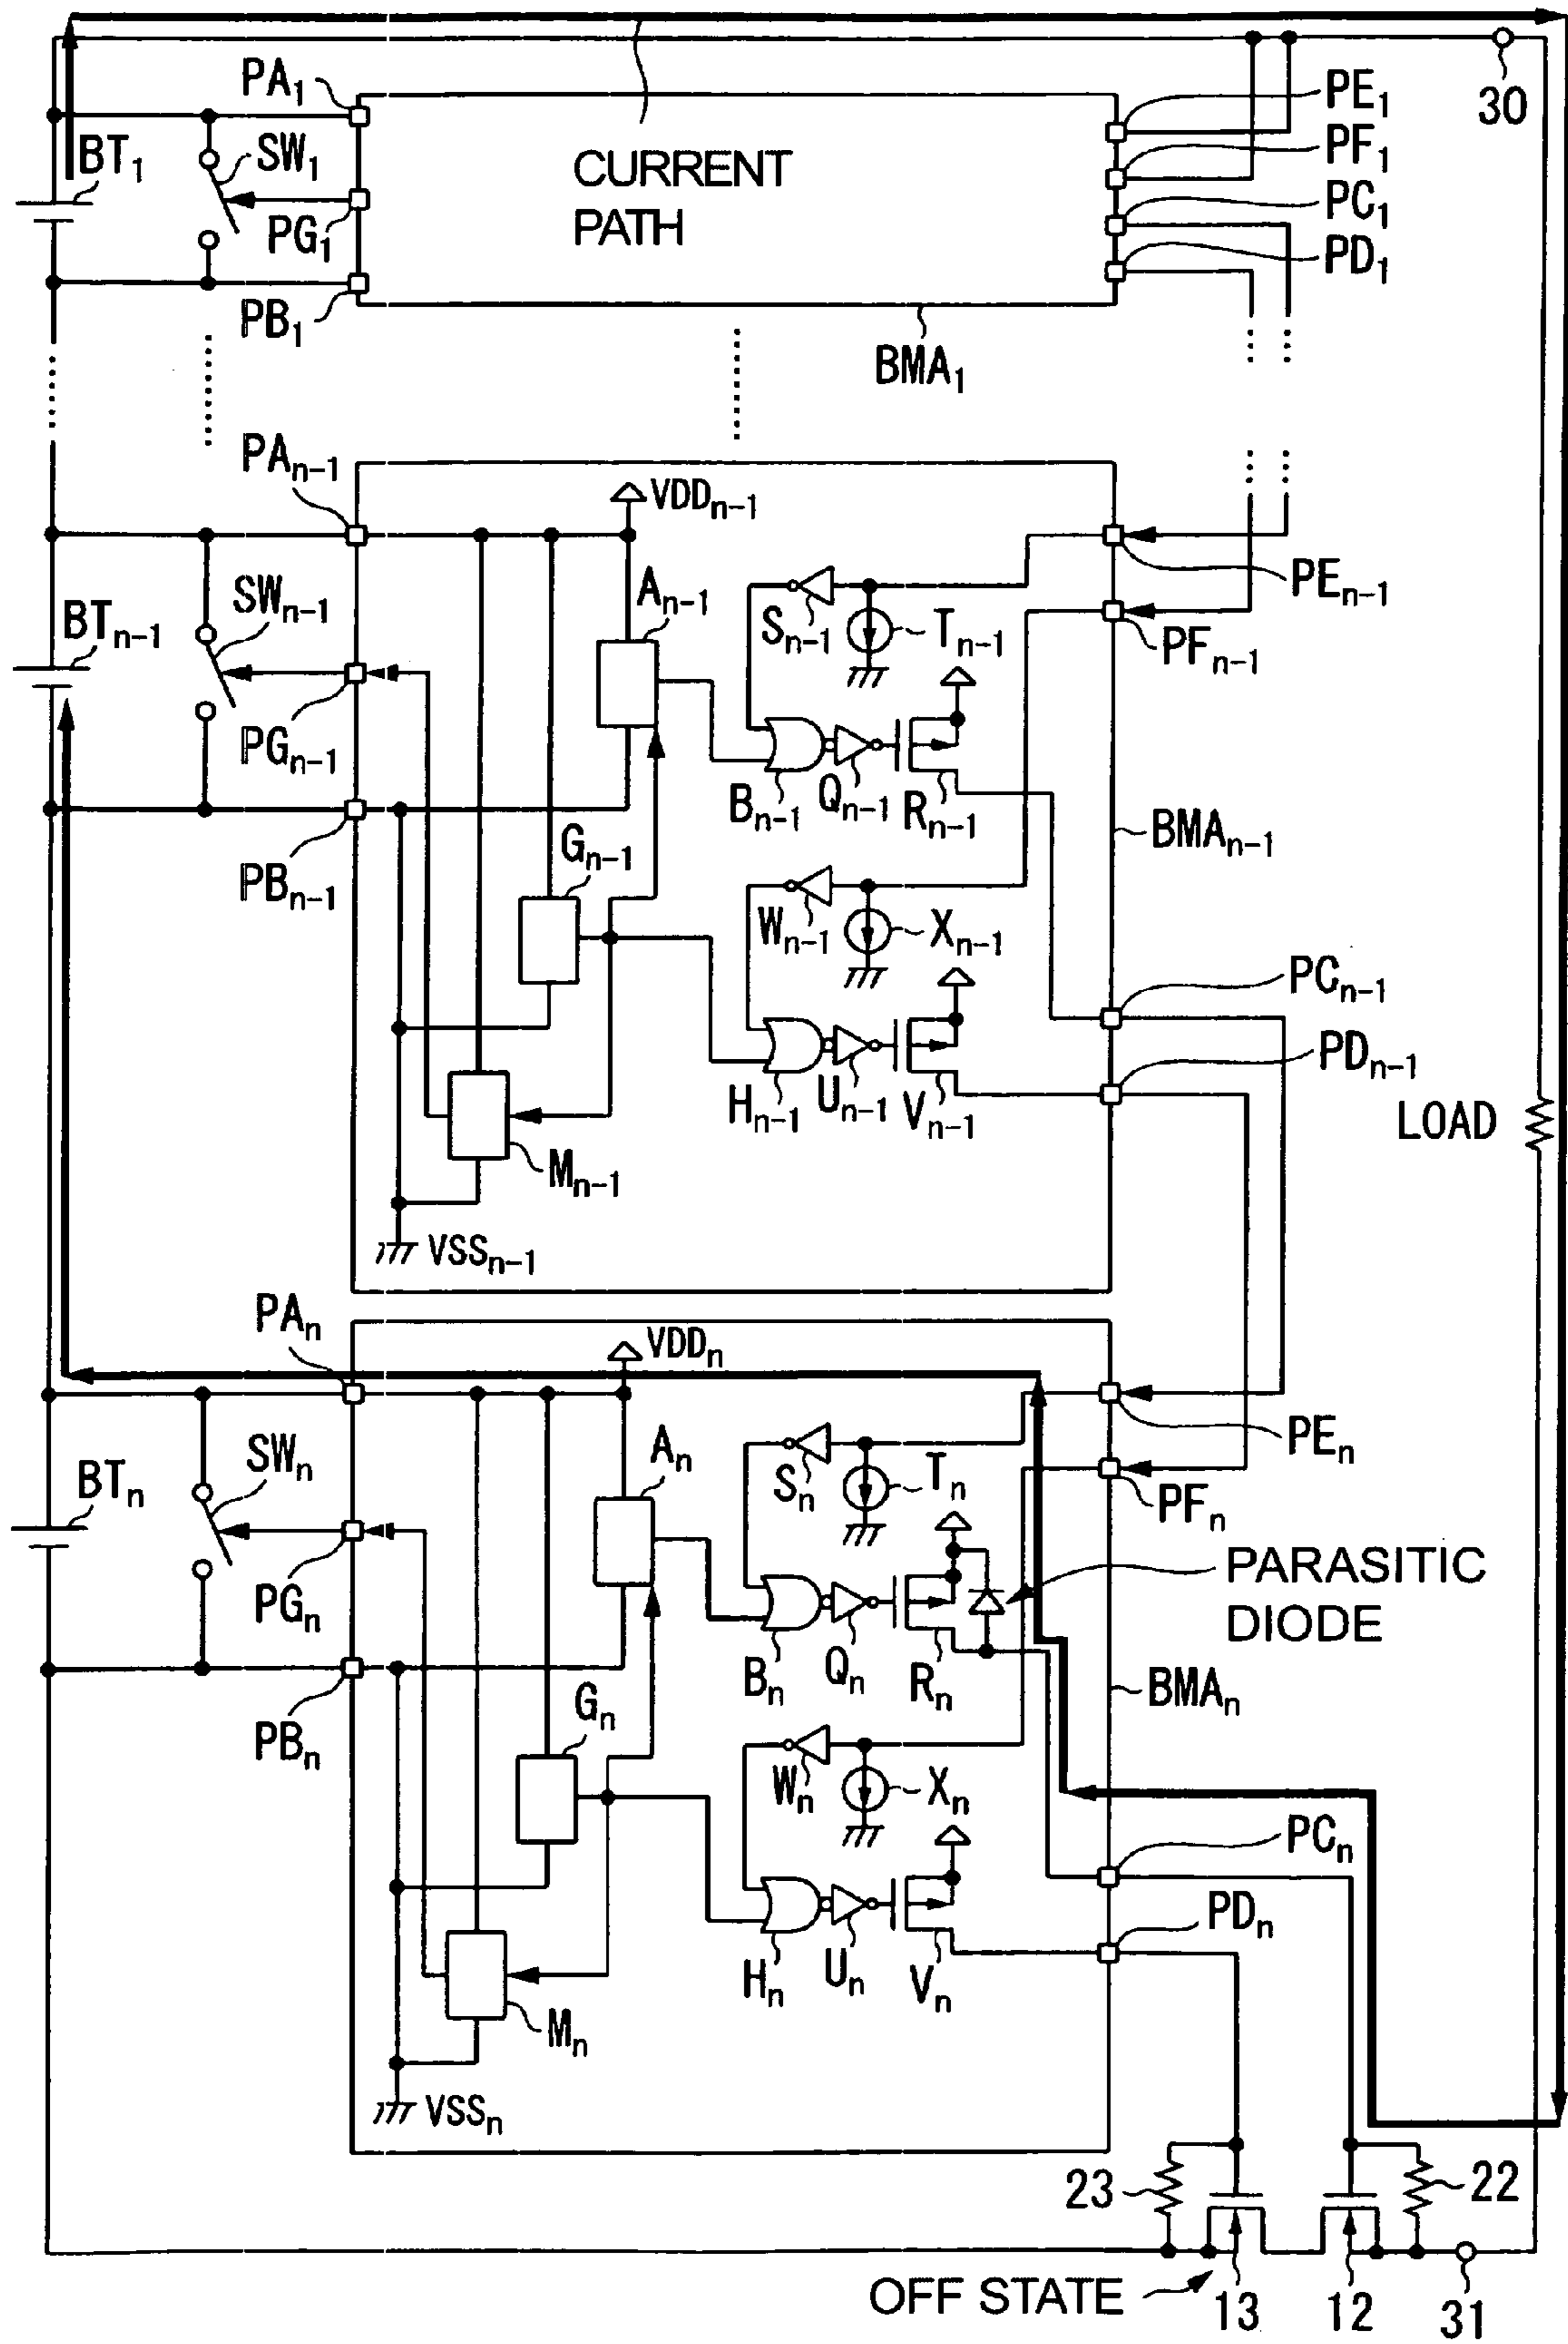 PA₁
PE₁
30
BT₁
SW₁
CURRENT
PATH
PF₁
PC₁
PG₁
PD₁
PB₁
BMA₁
PAₙ₋₁
VDDₙ₋₁
Aₙ₋₁
PEₙ₋₁
SWₙ₋₁
BTₙ₋₁
Sₙ₋₁
Tₙ₋₁
PFₙ₋₁
PGₙ₋₁
Bₙ₋₁
Qₙ₋₁
Rₙ₋₁
BMAₙ₋₁
Gₙ₋₁
PBₙ₋₁
Wₙ₋₁
Xₙ₋₁
PCₙ₋₁
PDₙ₋₁
Hₙ₋₁
Uₙ₋₁
Vₙ₋₁
LOAD
Mₙ₋₁
VSSₙ₋₁
PAₙ
VDDₙ
Aₙ
PEₙ
SWₙ
BTₙ
Sₙ
Tₙ
PFₙ
PARASITIC
DIODE
PGₙ
Bₙ
Qₙ
Rₙ
BMAₙ
Gₙ
PBₙ
Wₙ
Xₙ
PCₙ
PDₙ
Hₙ
Uₙ
Vₙ
Mₙ
VSSₙ
23
22
OFF STATE
13
12
31